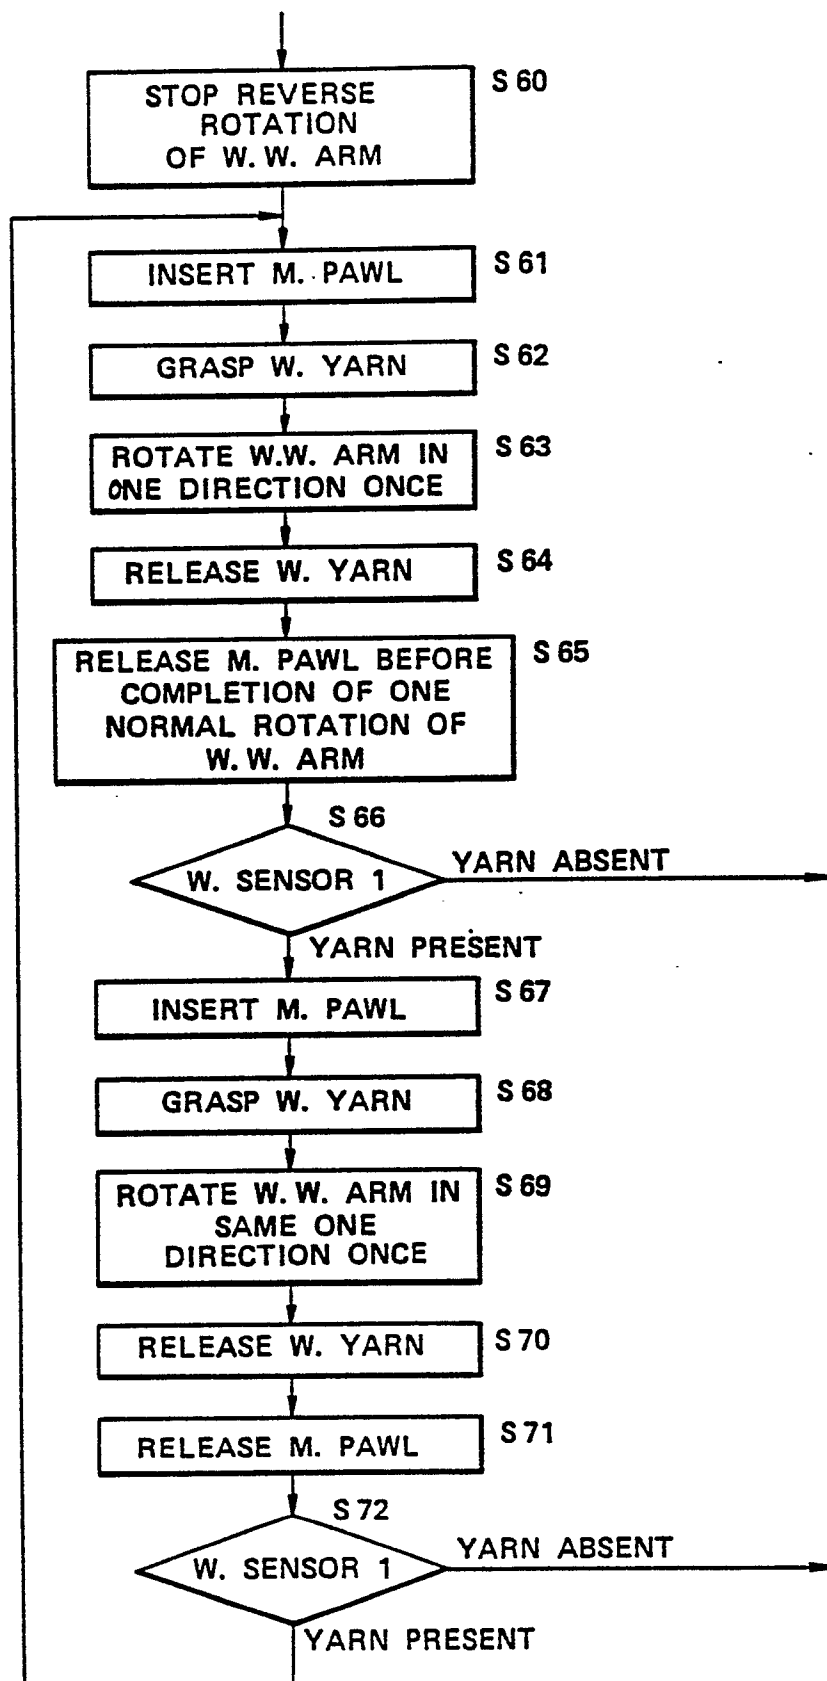 STOP REVERSE
ROTATION
OF W. W. ARM
S 60
INSERT M. PAWL
S 61
GRASP W. YARN
S 62
ROTATE W.W. ARM IN
ONE DIRECTION ONCE
S 63
RELEASE W. YARN
S 64
RELEASE M. PAWL BEFORE
COMPLETION OF ONE
NORMAL ROTATION OF
W. W. ARM
S 65
S 66
W. SENSOR 1
YARN ABSENT
YARN PRESENT
INSERT M. PAWL
S 67
GRASP W. YARN
S 68
ROTATE W. W. ARM IN
SAME ONE
DIRECTION ONCE
S 69
RELEASE W. YARN
S 70
RELEASE M. PAWL
S 71
S 72
W. SENSOR 1
YARN ABSENT
YARN PRESENT